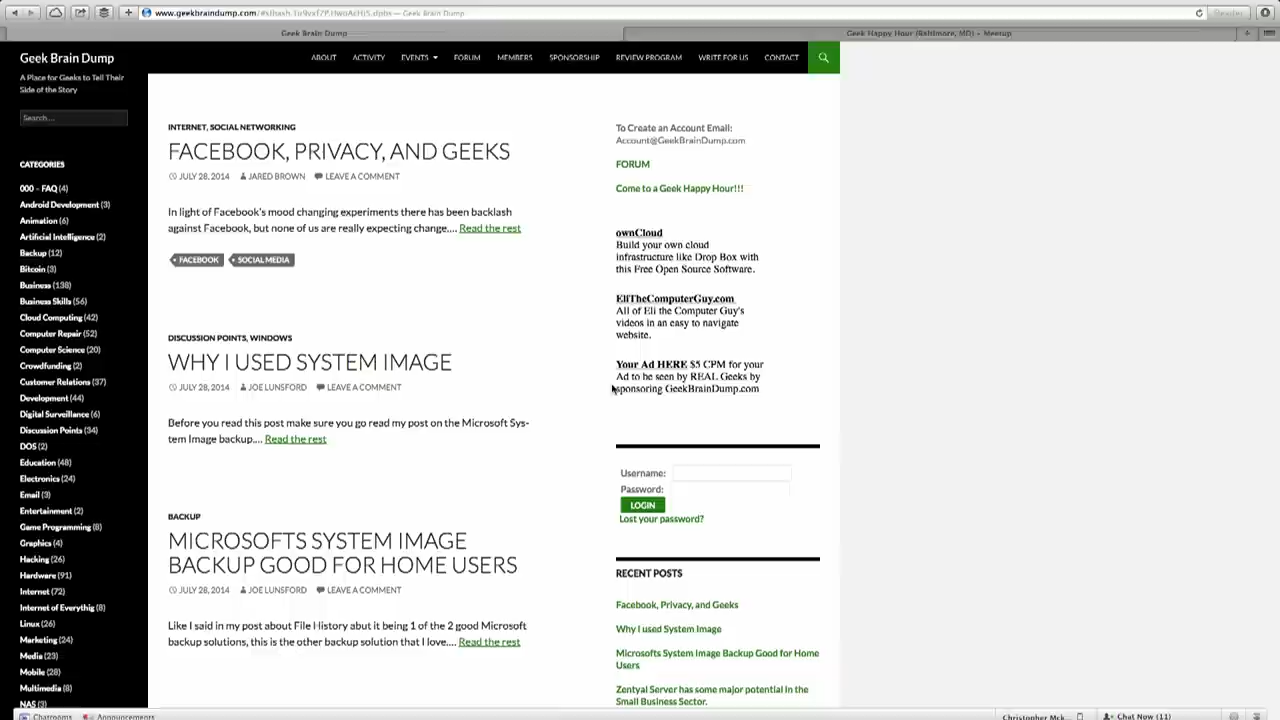 www.geekbraindump.com
Reader
Geek Brain Dump
Geek Happy Hour (Baltimore, MD) – Meetup
Geek Brain Dump
A Place for Geeks to Tell Their
Side of the Story
Search...
ABOUT
ACTIVITY
EVENTS
FORUM
MEMBERS
SPONSORSHIP
REVIEW PROGRAM
WRITE FOR US
CONTACT
CATEGORIES
000 – FAQ (4)
Android Development (3)
Animation (6)
Artificial Intelligence (2)
Backup (12)
Bitcoin (3)
Business (138)
Business Skills (56)
Cloud Computing (42)
Computer Repair (52)
Computer Science (20)
Crowdfunding (2)
Customer Relations (37)
Development (44)
Digital Surveillance (6)
Discussion Points (34)
DOS (2)
Education (48)
Electronics (24)
Email (3)
Entertainment (2)
Game Programming (8)
Graphics (4)
Hacking (26)
Hardware (91)
Internet (72)
Internet of Everythig (8)
Linux (26)
Marketing (24)
Media (23)
Mobile (28)
Multimedia (8)
NAS (3)
INTERNET, SOCIAL NETWORKING
FACEBOOK, PRIVACY, AND GEEKS
JULY 28, 2014 JARED BROWN LEAVE A COMMENT
In light of Facebook's mood changing experiments there has been backlash
against Facebook, but none of us are really expecting change.... Read the rest
FACEBOOK SOCIAL MEDIA
DISCUSSION POINTS, WINDOWS
WHY I USED SYSTEM IMAGE
JULY 28, 2014 JOE LUNSFORD LEAVE A COMMENT
Before you read this post make sure you go read my post on the Microsoft Sys-
tem Image backup.... Read the rest
BACKUP
MICROSOFTS SYSTEM IMAGE
BACKUP GOOD FOR HOME USERS
JULY 28, 2014 JOE LUNSFORD LEAVE A COMMENT
Like I said in my post about File History abut it being 1 of the 2 good Microsoft
backup solutions, this is the other backup solution that I love.... Read the rest
To Create an Account Email:
Account@GeekBrainDump.com
FORUM
Come to a Geek Happy Hour!!!
ownCloud
Build your own cloud
infrastructure like Drop Box with
this Free Open Source Software.
EliTheComputerGuy.com
All of Eli the Computer Guy's
videos in an easy to navigate
website.
Your Ad HERE $5 CPM for your
Ad to be seen by REAL Geeks by
sponsoring GeekBrainDump.com
Username:
Password:
LOGIN
Lost your password?
RECENT POSTS
Facebook, Privacy, and Geeks
Why I used System Image
Microsofts System Image Backup Good for Home
Users
Zentyal Server has some major potential in the
Small Business Sector.
Chatrooms
Announcements
Christopher Mck...
Chat Now (11)